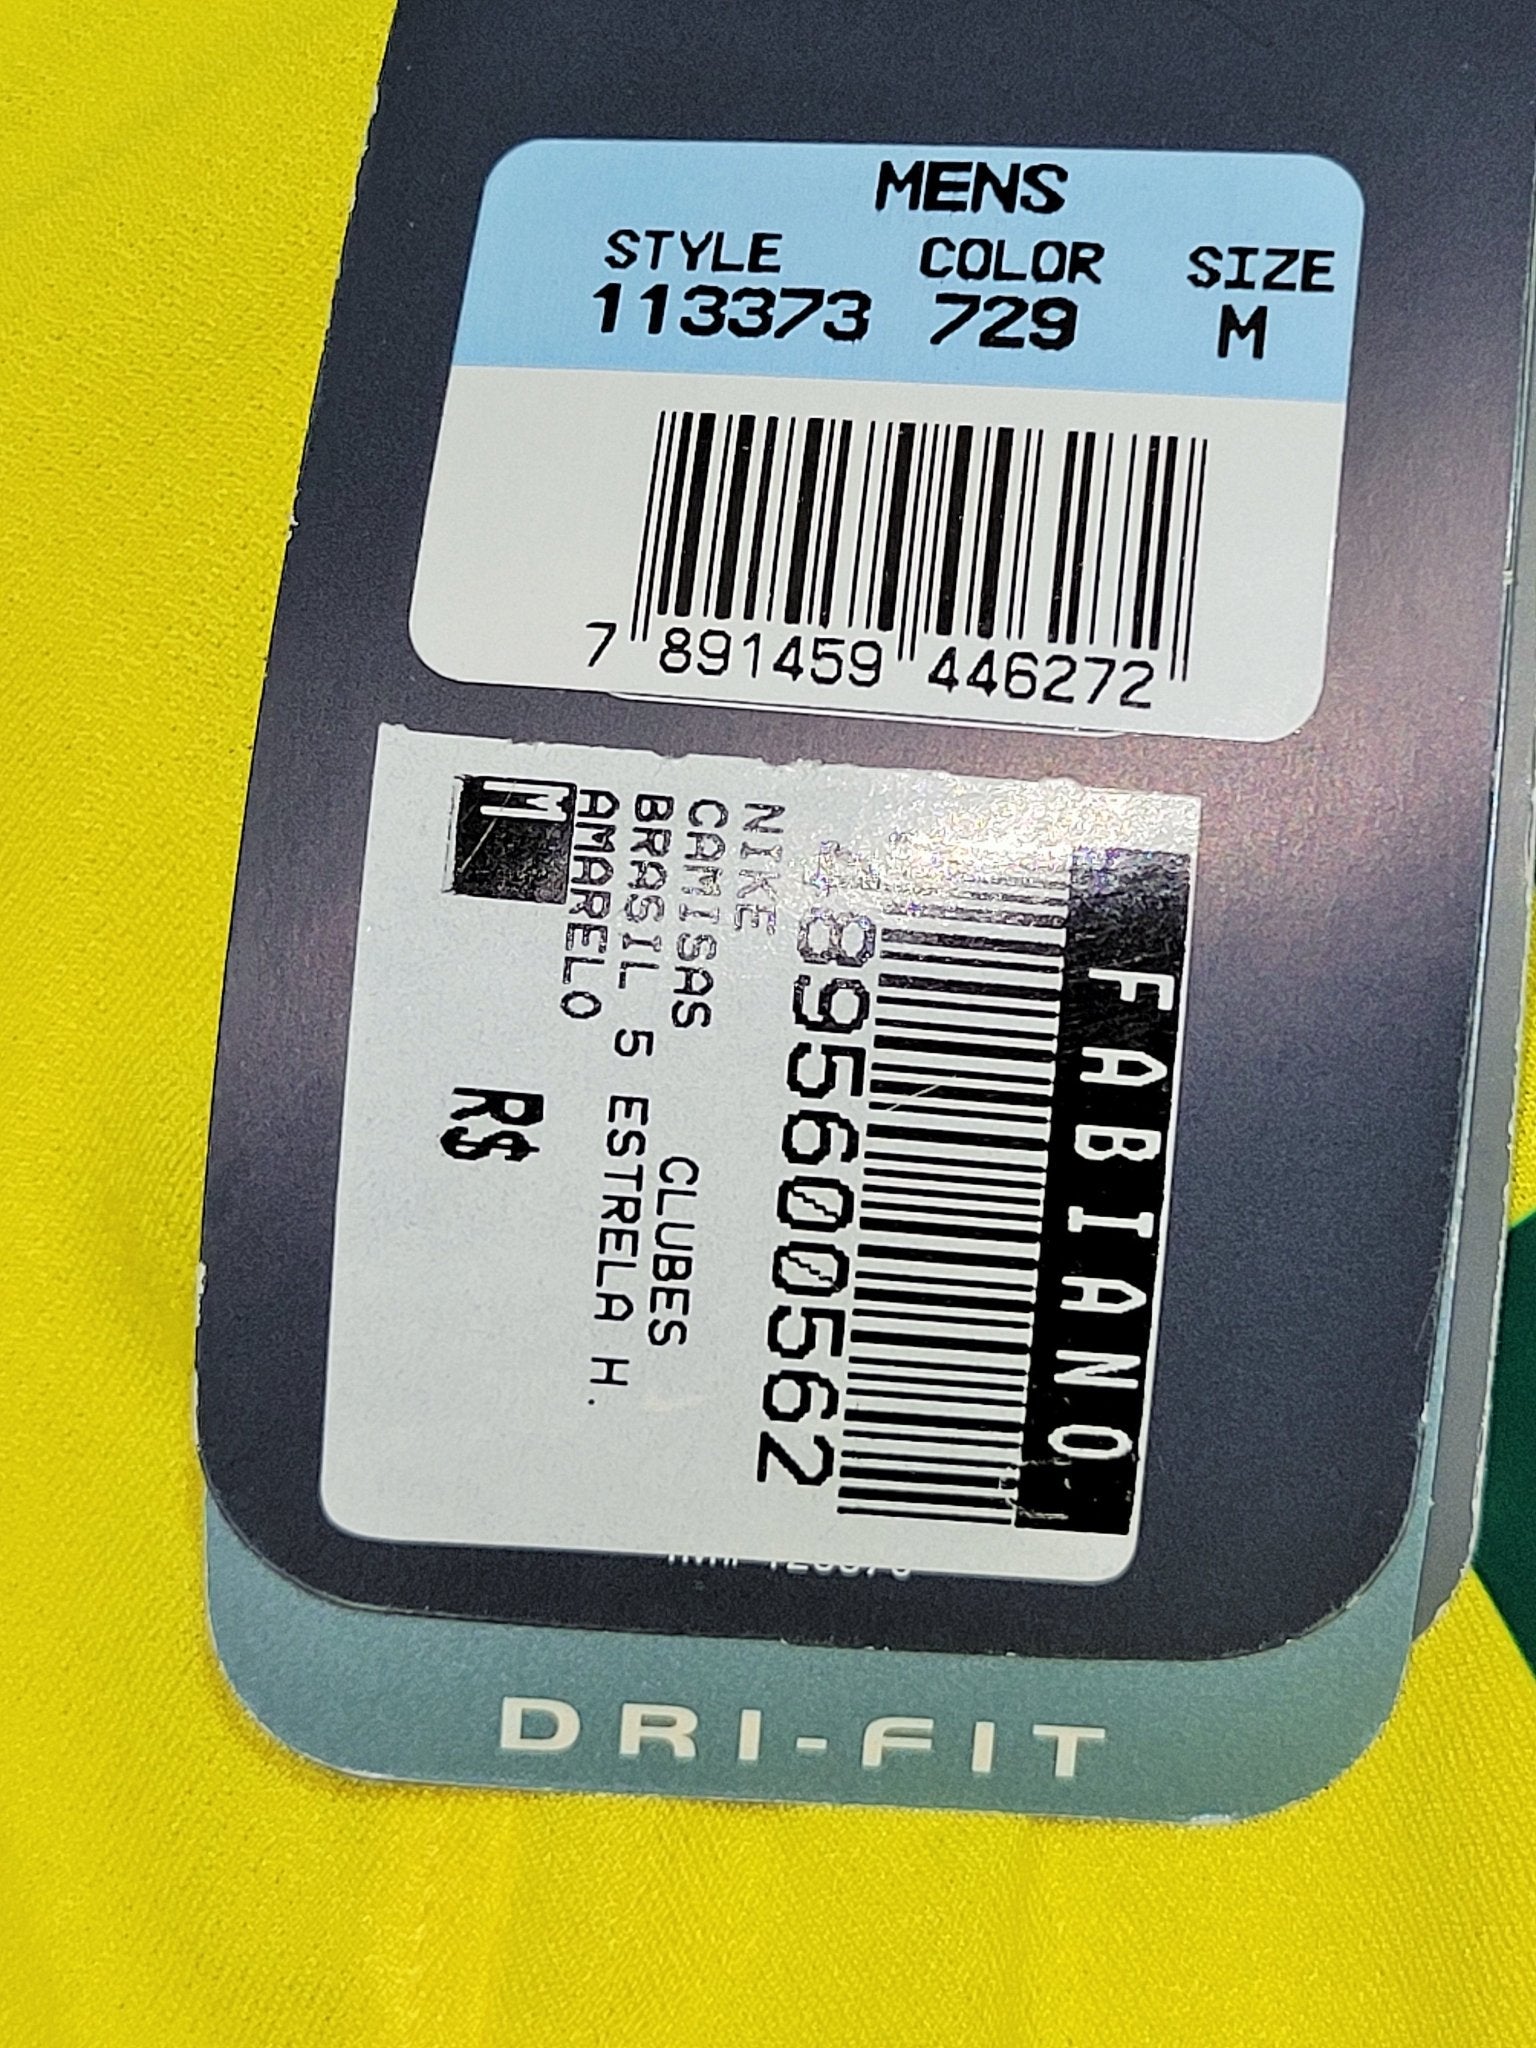 MENS
STYLE COLOR SIZE
113373 729 M
7 891459 446272
FABIANO
895600562
NIKE
CAMISAS CLUBES
BRASIL 5 ESTRELA H.
AMARELO
M R$
DRI-FIT